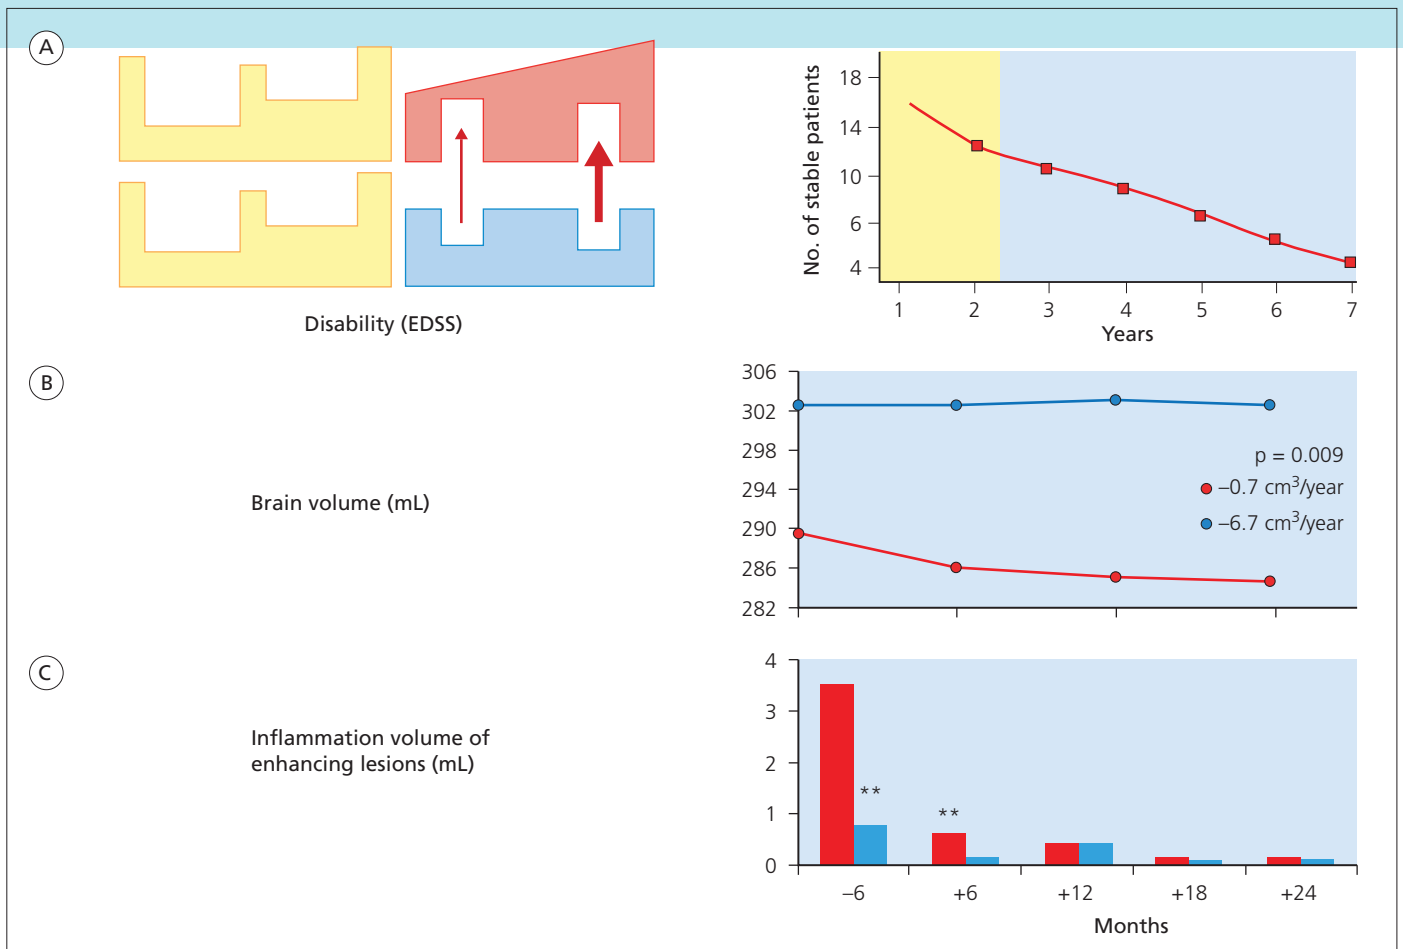 A
Disability (EDSS)
No. of stable patients
18
14
10
6
4
1 2 3 4 5 6 7
Years
B
Brain volume (mL)
306
302
298
294
290
286
282
p = 0.009
–0.7 cm³/year
–6.7 cm³/year
C
Inflammation volume of
enhancing lesions (mL)
4
3
2
1
0
**
**
–6 +6 +12 +18 +24
Months